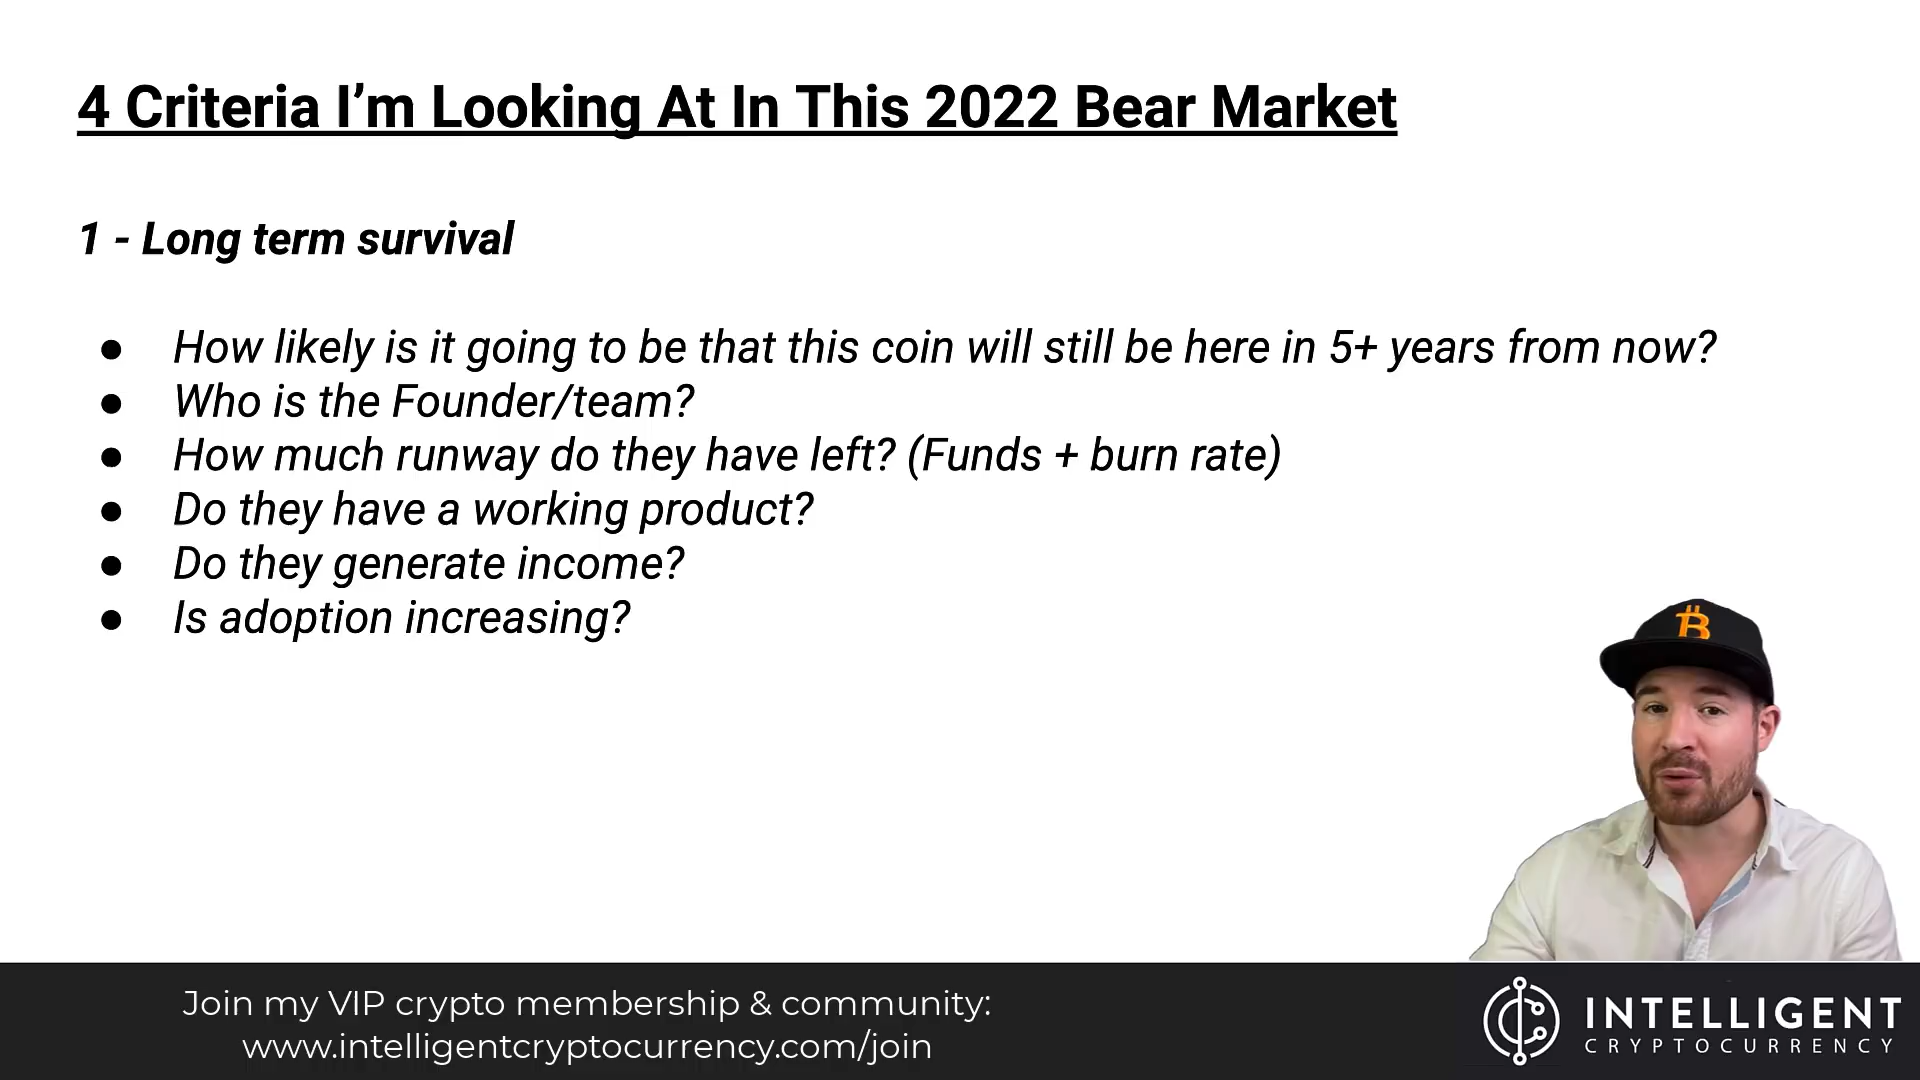 4 Criteria I’m Looking At In This 2022 Bear Market
1 - Long term survival
● How likely is it going to be that this coin will still be here in 5+ years from now?
● Who is the Founder/team?
● How much runway do they have left? (Funds + burn rate)
● Do they have a working product?
● Do they generate income?
● Is adoption increasing?
Join my VIP crypto membership & community:
www.intelligentcryptocurrency.com/join
INTELLIGENT
CRYPTOCURRENCY